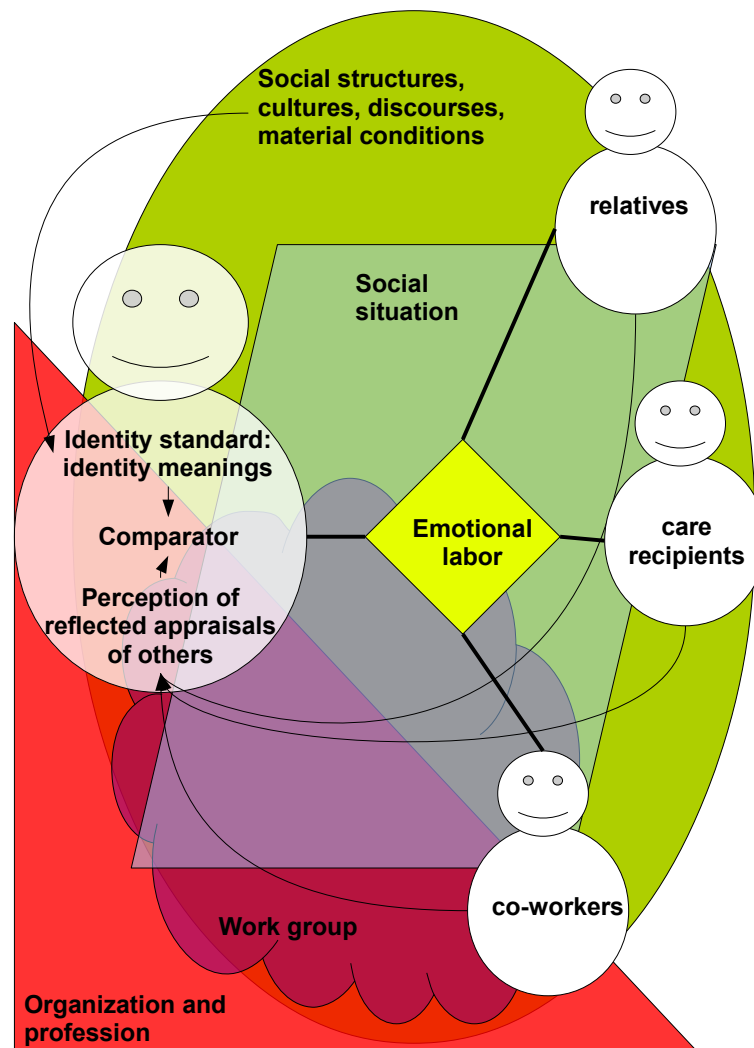 Social structures,
cultures, discourses,
material conditions
relatives
Social
situation
Identity standard:
identity meanings
Comparator
Perception of
reflected appraisals
of others
Emotional
labor
care
recipients
co-workers
Work group
Organization and
profession